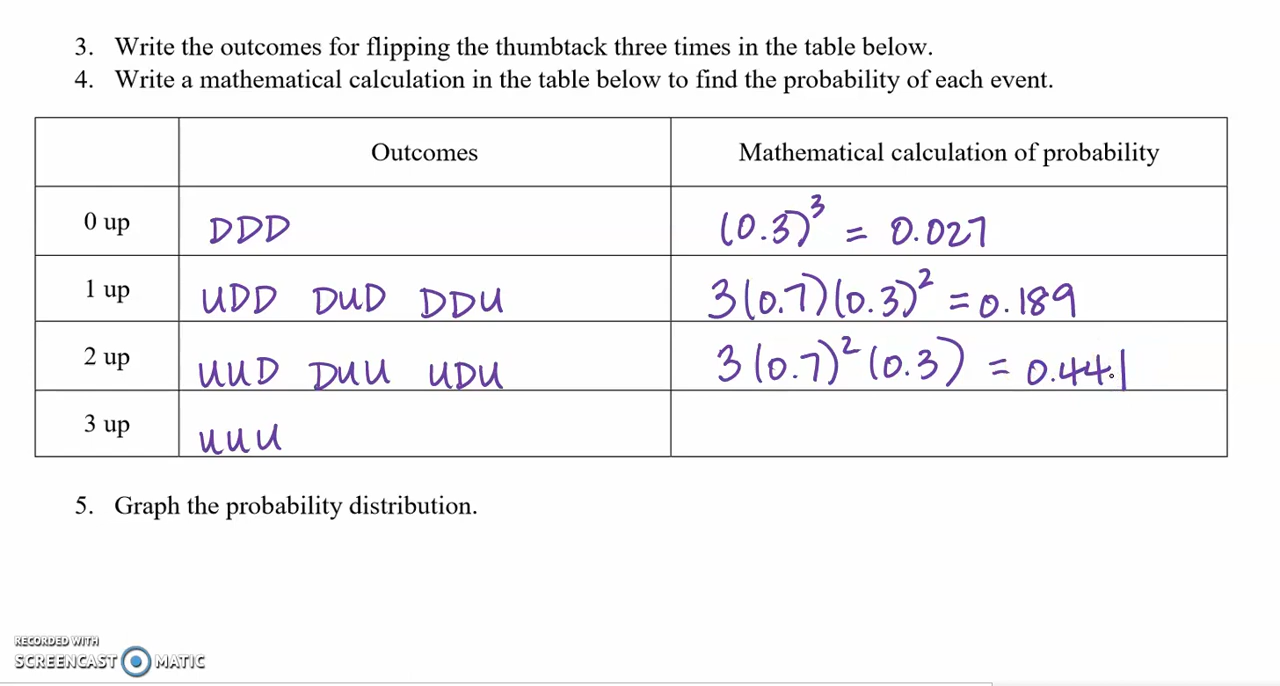 3. Write the outcomes for flipping the thumbtack three times in the table below.
4. Write a mathematical calculation in the table below to find the probability of each event.
Outcomes Mathematical calculation of probability
0 up DDD (0.3)³ = 0.027
1 up UDD DUD DDU 3(0.7)(0.3)² = 0.189
2 up UUD DUU UDU 3(0.7)²(0.3) = 0.441
3 up UUU
5. Graph the probability distribution.
RECORDED WITH
SCREENCAST MATIC